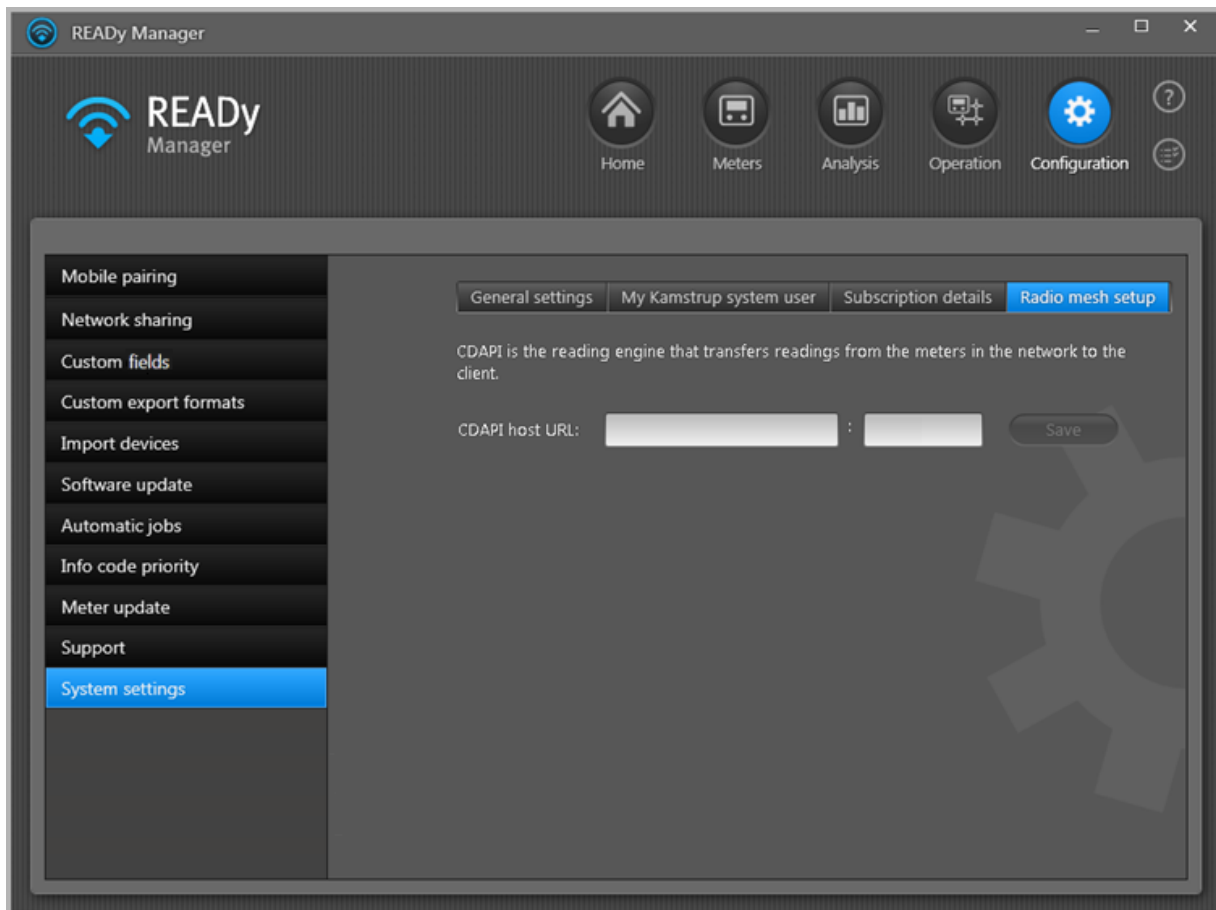 READy Manager
READy
Manager
?
Home Meters Analysis Operation Configuration
Mobile pairing
Network sharing
Custom fields
Custom export formats
Import devices
Software update
Automatic jobs
Info code priority
Meter update
Support
System settings
General settings My Kamstrup system user Subscription details Radio mesh setup
CDAPI is the reading engine that transfers readings from the meters in the network to the
client.
CDAPI host URL: : Save